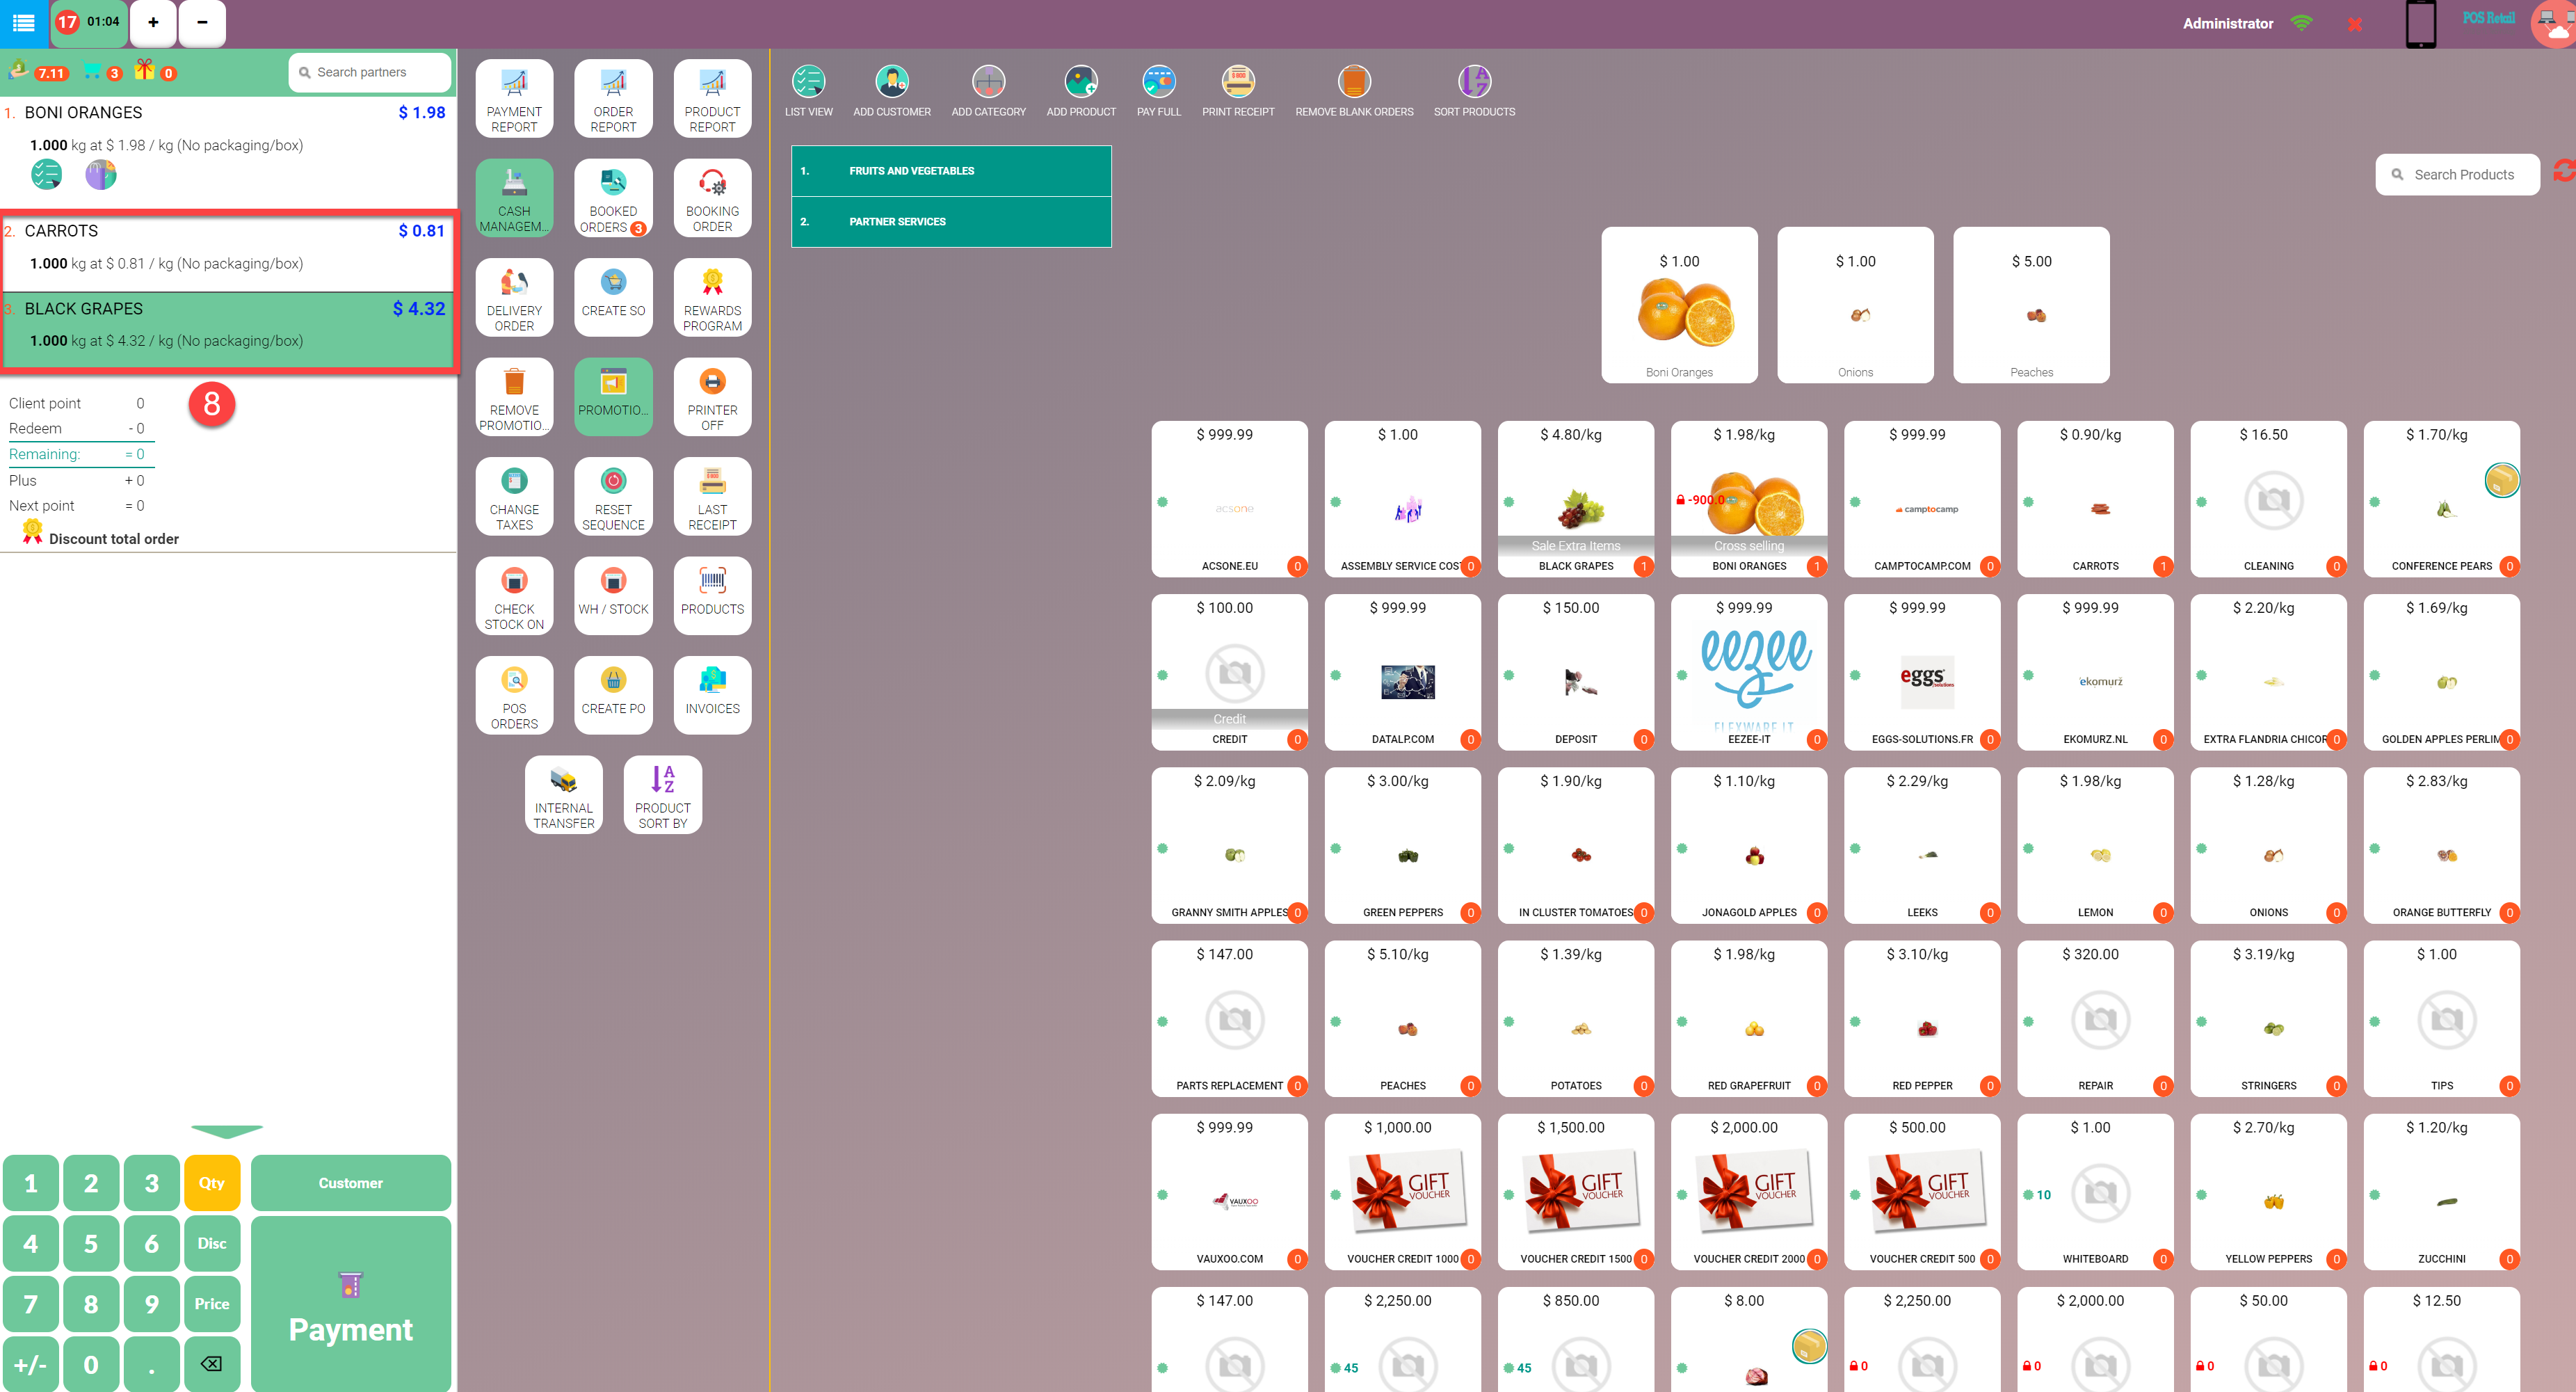 17 01:04 + −
Administrator
POS Retail
7.11 3 0 Search partners
1. BONI ORANGES $ 1.98
1.000 kg at $ 1.98 / kg (No packaging/box)
2. CARROTS $ 0.81
1.000 kg at $ 0.81 / kg (No packaging/box)
3. BLACK GRAPES $ 4.32
1.000 kg at $ 4.32 / kg (No packaging/box)
8
Client point 0
Redeem - 0
Remaining: = 0
Plus + 0
Next point = 0
Discount total order
1 2 3 Qty Customer
4 5 6 Disc
7 8 9 Price
Payment
+/- 0 .
PAYMENT REPORT
ORDER REPORT
PRODUCT REPORT
CASH MANAGEM...
BOOKED ORDERS 3
BOOKING ORDER
DELIVERY ORDER
CREATE SO
REWARDS PROGRAM
REMOVE PROMOTIO...
PROMOTIO...
PRINTER OFF
CHANGE TAXES
RESET SEQUENCE
LAST RECEIPT
CHECK STOCK ON
WH / STOCK
PRODUCTS
POS ORDERS
CREATE PO
INVOICES
INTERNAL TRANSFER
A Z
PRODUCT SORT BY
LIST VIEW
ADD CUSTOMER
ADD CATEGORY
ADD PRODUCT
PAY FULL
PRINT RECEIPT
REMOVE BLANK ORDERS
SORT PRODUCTS
1. FRUITS AND VEGETABLES
2. PARTNER SERVICES
Search Products
$ 1.00 $ 1.00 $ 5.00
Boni Oranges Onions Peaches
$ 999.99 $ 1.00 $ 4.80/kg $ 1.98/kg $ 999.99 $ 0.90/kg $ 16.50 $ 1.70/kg
-900.0
acsone
camptocamp
Sale Extra Items Cross selling
ACSONE.EU 0 ASSEMBLY SERVICE COST 0 BLACK GRAPES 1 BONI ORANGES 1 CAMPTOCAMP.COM 0 CARROTS 1 CLEANING 0 CONFERENCE PEARS 0
$ 100.00 $ 999.99 $ 150.00 $ 999.99 $ 999.99 $ 999.99 $ 2.20/kg $ 1.69/kg
eezee
eggs
ekomurz
Credit
FLEXWARE IT
CREDIT 0 DATALP.COM 0 DEPOSIT 0 EEZEE-IT 0 EGGS-SOLUTIONS.FR 0 EKOMURZ.NL 0 EXTRA FLANDRIA CHICOR 0 GOLDEN APPLES PERLIM 0
$ 2.09/kg $ 3.00/kg $ 1.90/kg $ 1.10/kg $ 2.29/kg $ 1.98/kg $ 1.28/kg $ 2.83/kg
GRANNY SMITH APPLES 0 GREEN PEPPERS 0 IN CLUSTER TOMATOES 0 JONAGOLD APPLES 0 LEEKS 0 LEMON 0 ONIONS 0 ORANGE BUTTERFLY 0
$ 147.00 $ 5.10/kg $ 1.39/kg $ 1.98/kg $ 3.10/kg $ 320.00 $ 3.19/kg $ 1.00
PARTS REPLACEMENT 0 PEACHES 0 POTATOES 0 RED GRAPEFRUIT 0 RED PEPPER 0 REPAIR 0 STRINGERS 0 TIPS 0
$ 999.99 $ 1,000.00 $ 1,500.00 $ 2,000.00 $ 500.00 $ 1.00 $ 2.70/kg $ 1.20/kg
VAUXOO
GIFT VOUCHER GIFT VOUCHER GIFT VOUCHER GIFT VOUCHER
10
VAUXOO.COM 0 VOUCHER CREDIT 1000 0 VOUCHER CREDIT 1500 0 VOUCHER CREDIT 2000 0 VOUCHER CREDIT 500 0 WHITEBOARD 0 YELLOW PEPPERS 0 ZUCCHINI 0
$ 147.00 $ 2,250.00 $ 850.00 $ 8.00 $ 2,250.00 $ 2,000.00 $ 50.00 $ 12.50
45 45 0 0 0 0